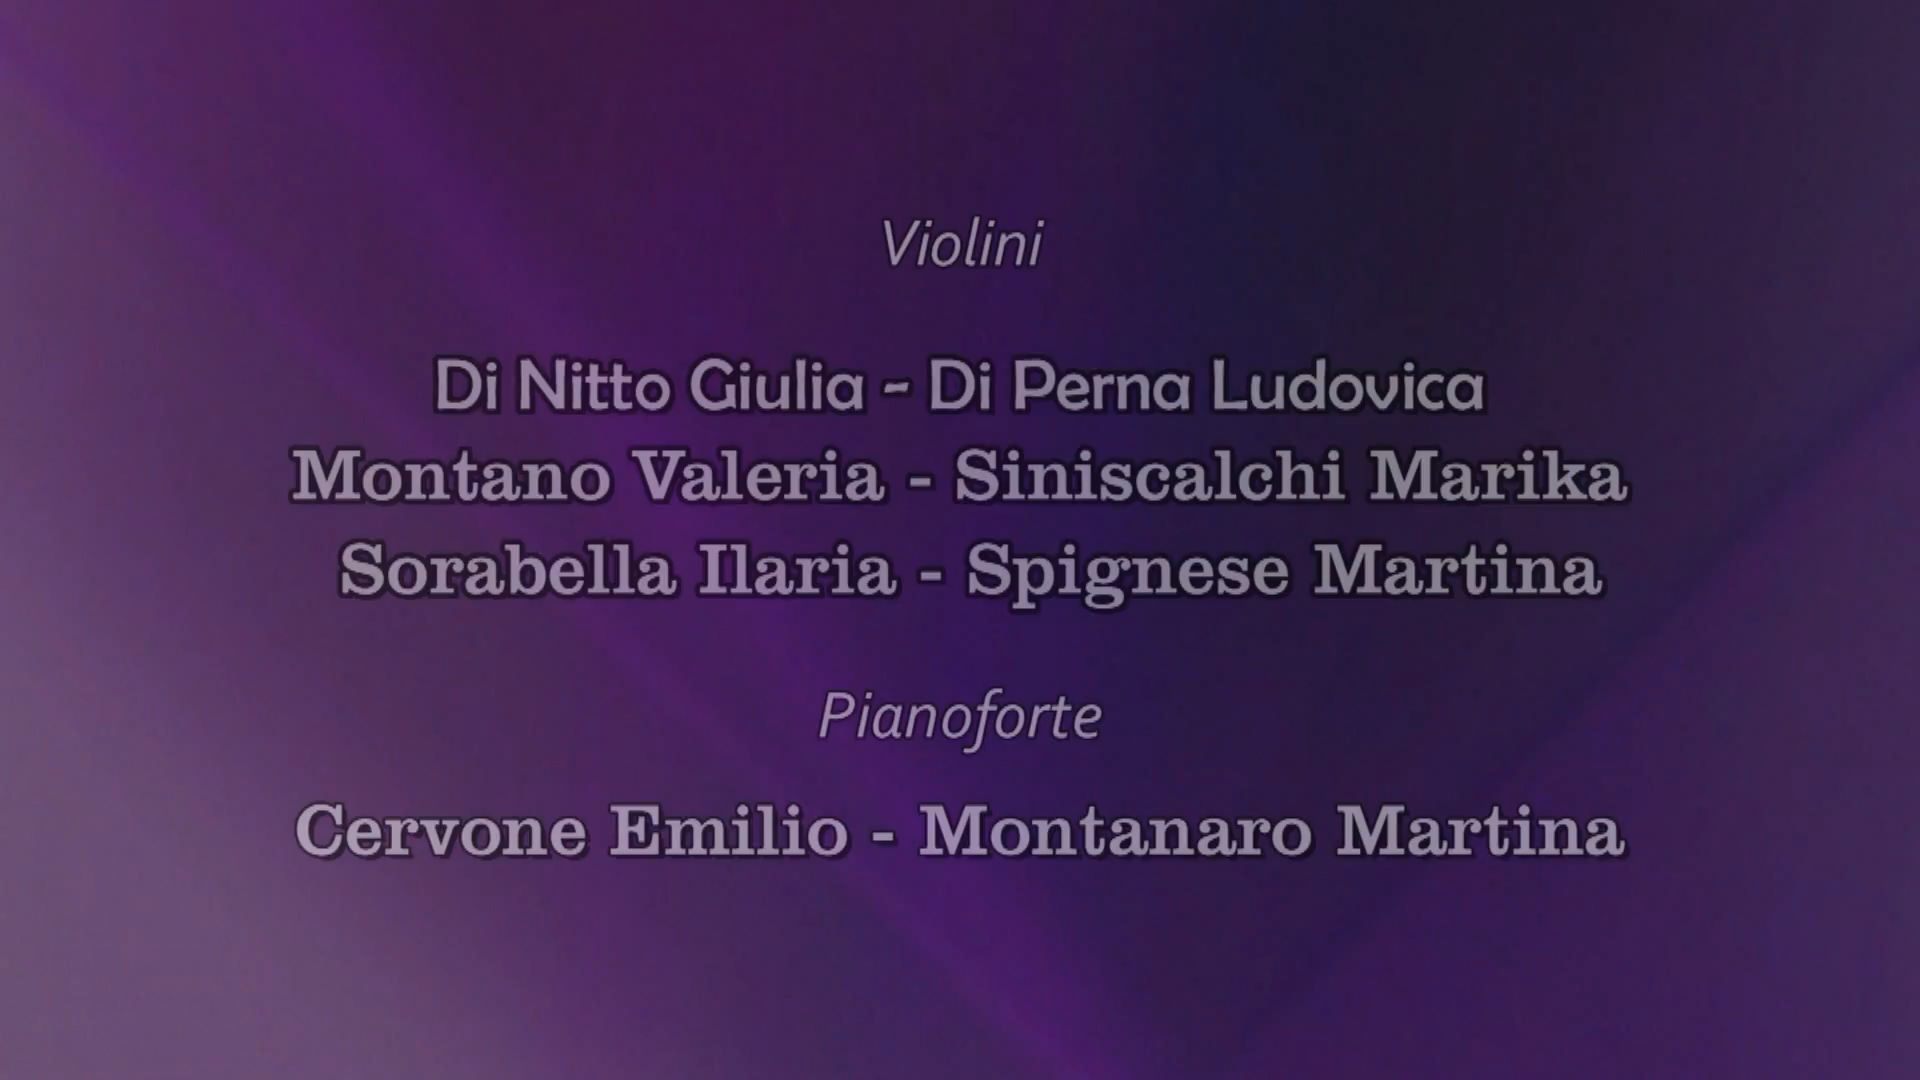 Violini
Di Nitto Giulia - Di Perna Ludovica
Montano Valeria - Siniscalchi Marika
Sorabella Ilaria - Spignese Martina
Pianoforte
Cervone Emilio - Montanaro Martina